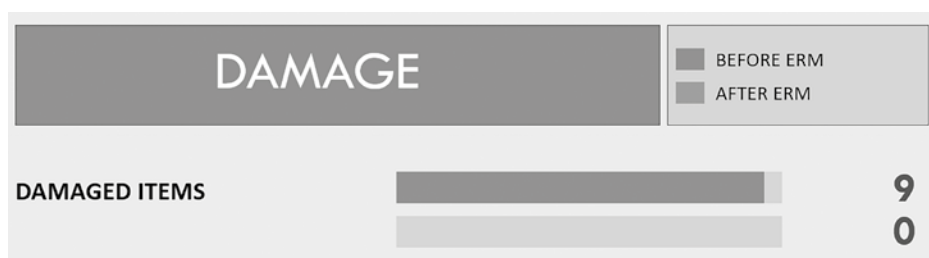 DAMAGE
BEFORE ERM
AFTER ERM
DAMAGED ITEMS
9
0